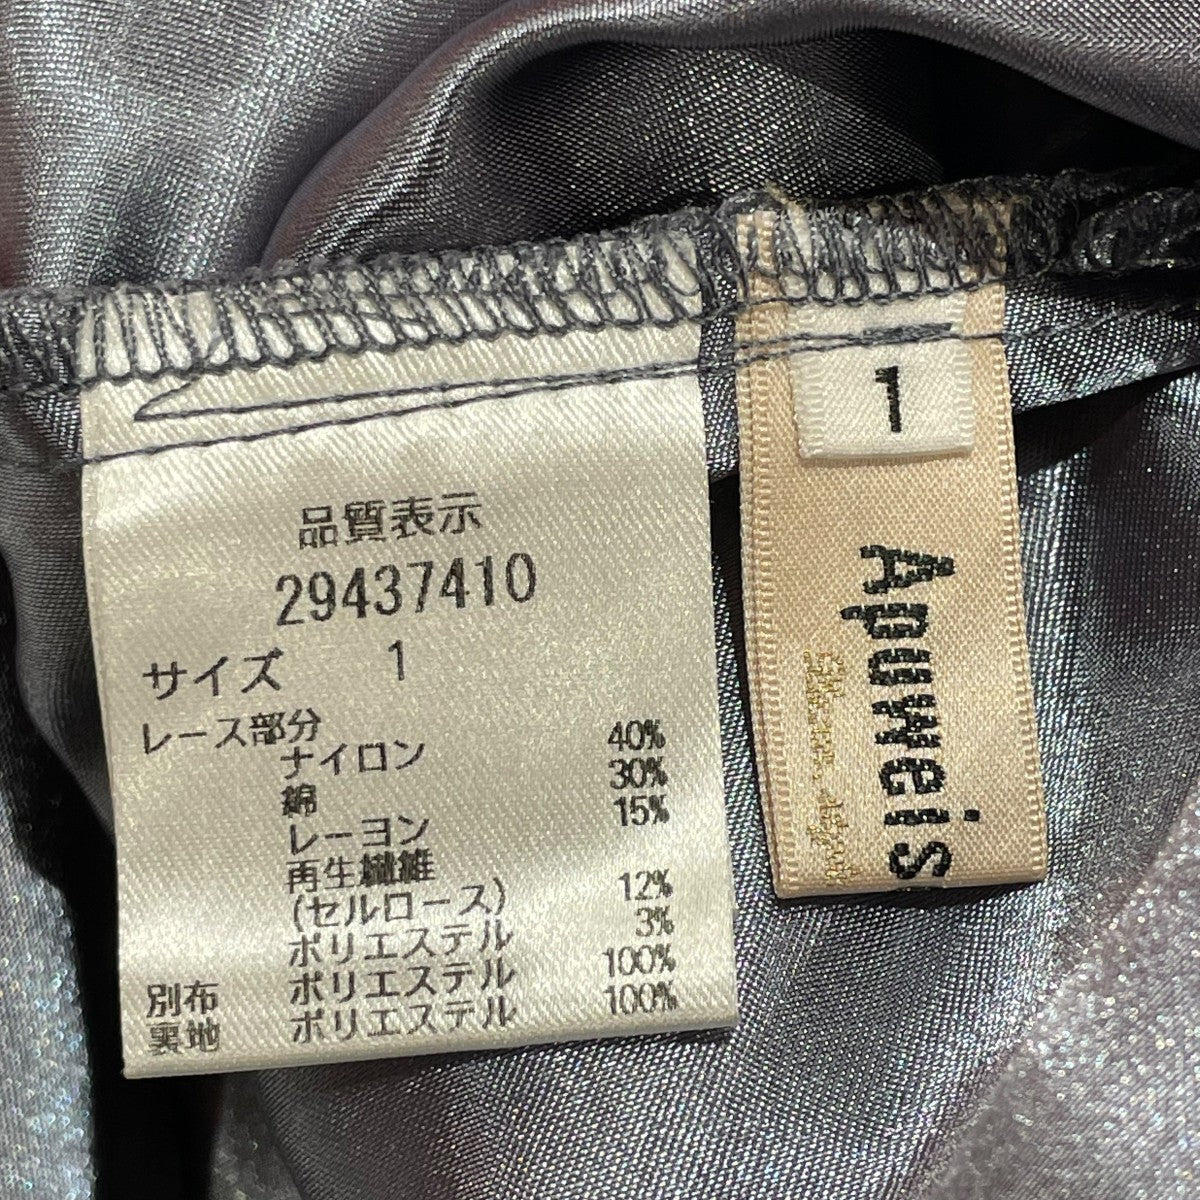 品質表示
29437410
サイズ 1
レース部分
ナイロン 40%
綿 30%
レーヨン 15%
再生繊維
(セルロース) 12%
ポリエステル 3%
別布 ポリエステル 100%
裏地 ポリエステル 100%
1
Apuweis